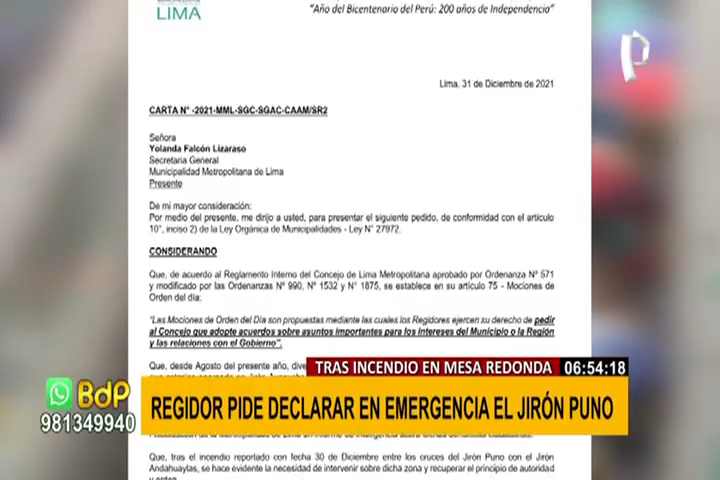 LIMA
"Año del Bicentenario del Perú: 200 años de Independencia"
Lima, 31 de Diciembre de 2021
CARTA N° -2021-MML-SGC-SGAC-CAAM/SR2
Señora
Yolanda Falcón Lizaraso
Secretaria General
Municipalidad Metropolitana de Lima
Presente
De mi mayor consideración:
Por medio del presente, me dirijo a usted, para presentar el siguiente pedido, de conformidad con el artículo
10°, inciso 2) de la Ley Orgánica de Municipalidades - Ley N° 27972.
CONSIDERANDO
Que, de acuerdo al Reglamento Interno del Concejo de Lima Metropolitana aprobado por Ordenanza N° 571
y modificado por las Ordenanzas N° 990, N° 1532 y N° 1875, se establece en su artículo 75 - Mociones de
Orden del día:
"Las Mociones de Orden del Día son propuestas mediante las cuales los Regidores ejercen su derecho de pedir
al Concejo que adopte acuerdos sobre asuntos importantes para los intereses del Municipio o la Región
y las relaciones con el Gobierno".
Que, desde Agosto del presente año,
TRAS INCENDIO EN MESA REDONDA 06:54:18
BdP
981349940
REGIDOR PIDE DECLARAR EN EMERGENCIA EL JIRÓN PUNO
Que, tras el incendio reportado con fecha 30 de Diciembre entre los cruces del Jirón Puno con el Jirón
Andahuaylas, se hace evidente la necesidad de intervenir sobre dicha zona y recuperar el principio de autoridad